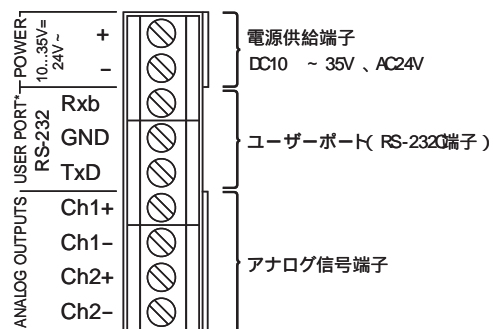 POWER
10...35V=
24V~
+
−
電源供給端子
DC10 ~ 35V 、AC24V
USER PORT*
RS-232
Rxb
GND
TxD
ユーザーポート( RS-232C端子 )
ANALOG OUTPUTS
Ch1+
Ch1−
Ch2+
Ch2−
アナログ信号端子